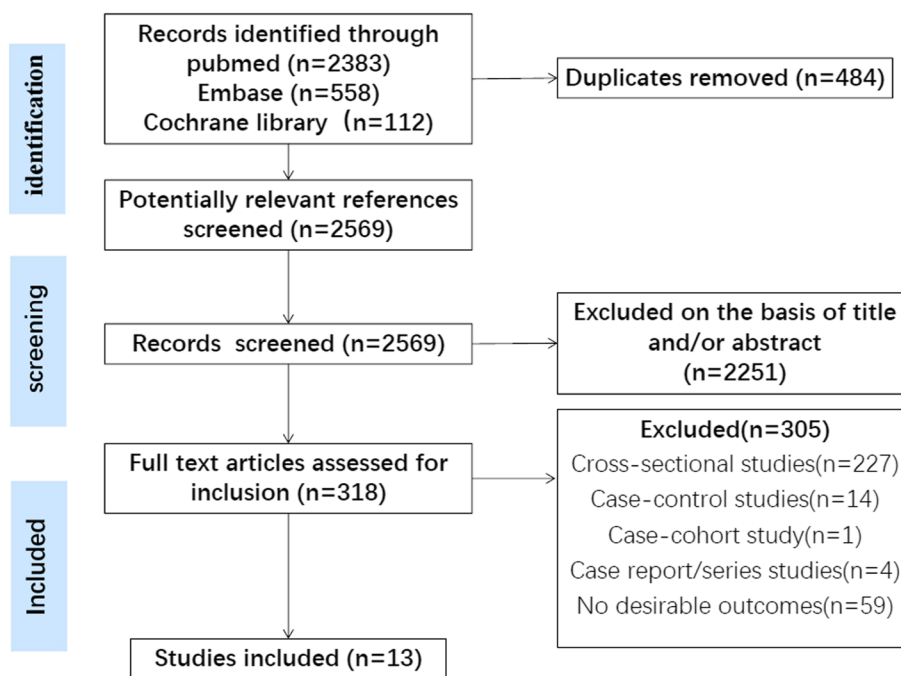 identification
Records identified through
pubmed (n=2383)
Embase (n=558)
Cochrane library（n=112)
Duplicates removed (n=484)
Potentially relevant references
screened (n=2569)
screening
Records screened (n=2569)
Excluded on the basis of title
and/or abstract
(n=2251)
Included
Full text articles assessed for
inclusion (n=318)
Excluded(n=305)
Cross-sectional studies(n=227)
Case-control studies(n=14)
Case-cohort study(n=1)
Case report/series studies(n=4)
No desirable outcomes(n=59)
Studies included (n=13)